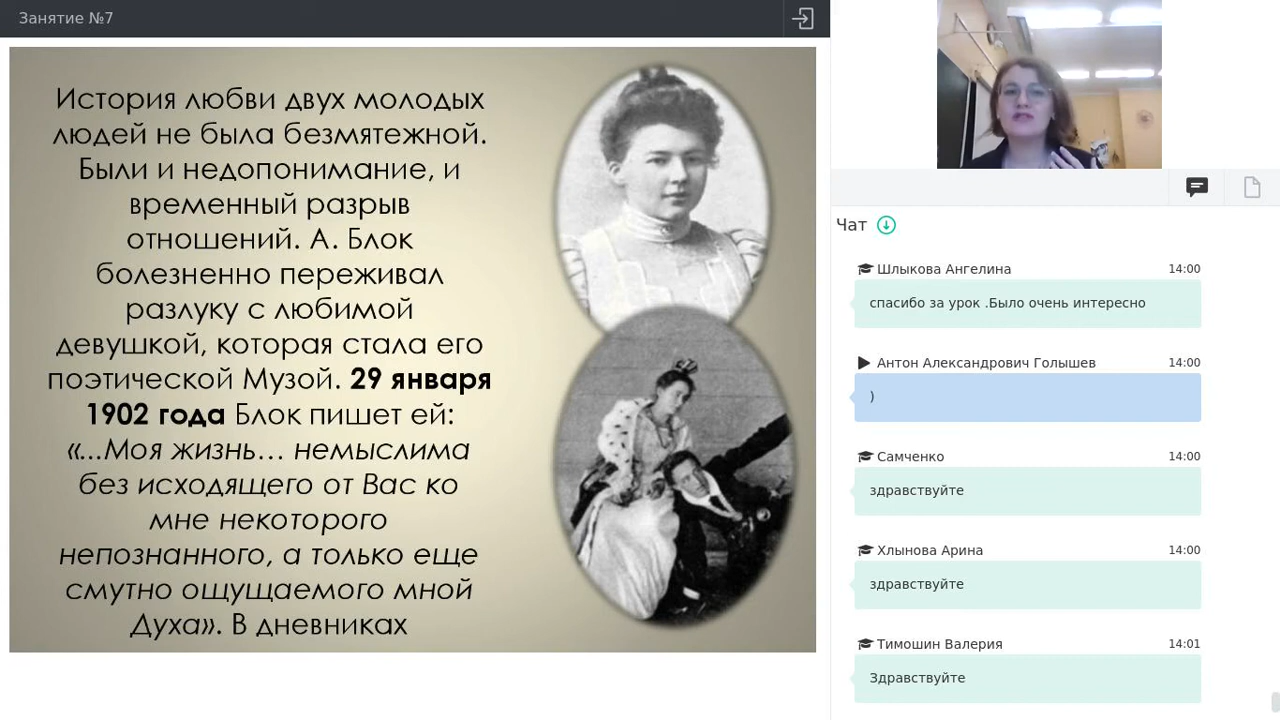 Занятие №7
История любви двух молодых
людей не была безмятежной.
Были и недопонимание, и
временный разрыв
отношений. А. Блок
болезненно переживал
разлуку с любимой
девушкой, которая стала его
поэтической Музой. 29 января
1902 года Блок пишет ей:
«...Моя жизнь... немыслима
без исходящего от Вас ко
мне некоторого
непознанного, а только еще
смутно ощущаемого мной
Духа». В дневниках
Чат
Шлыкова Ангелина 14:00
спасибо за урок .Было очень интересно
Антон Александрович Голышев 14:00
)
Самченко 14:00
здравствуйте
Хлынова Арина 14:00
здравствуйте
Тимошин Валерия 14:01
Здравствуйте